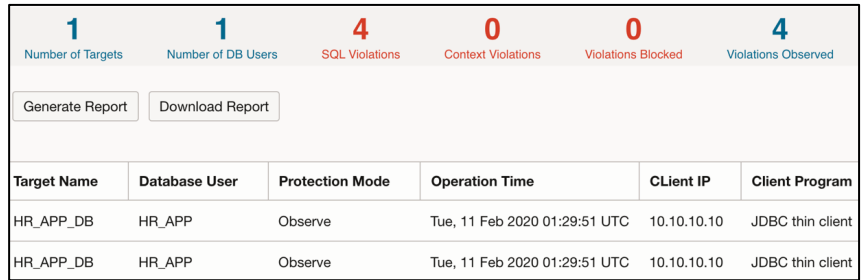 1 1 4 0 0 4
Number of Targets Number of DB Users SQL Violations Context Violations Violations Blocked Violations Observed
Generate Report Download Report
Target Name Database User Protection Mode Operation Time CLient IP Client Program
HR_APP_DB HR_APP Observe Tue, 11 Feb 2020 01:29:51 UTC 10.10.10.10 JDBC thin client
HR_APP_DB HR_APP Observe Tue, 11 Feb 2020 01:29:51 UTC 10.10.10.10 JDBC thin client